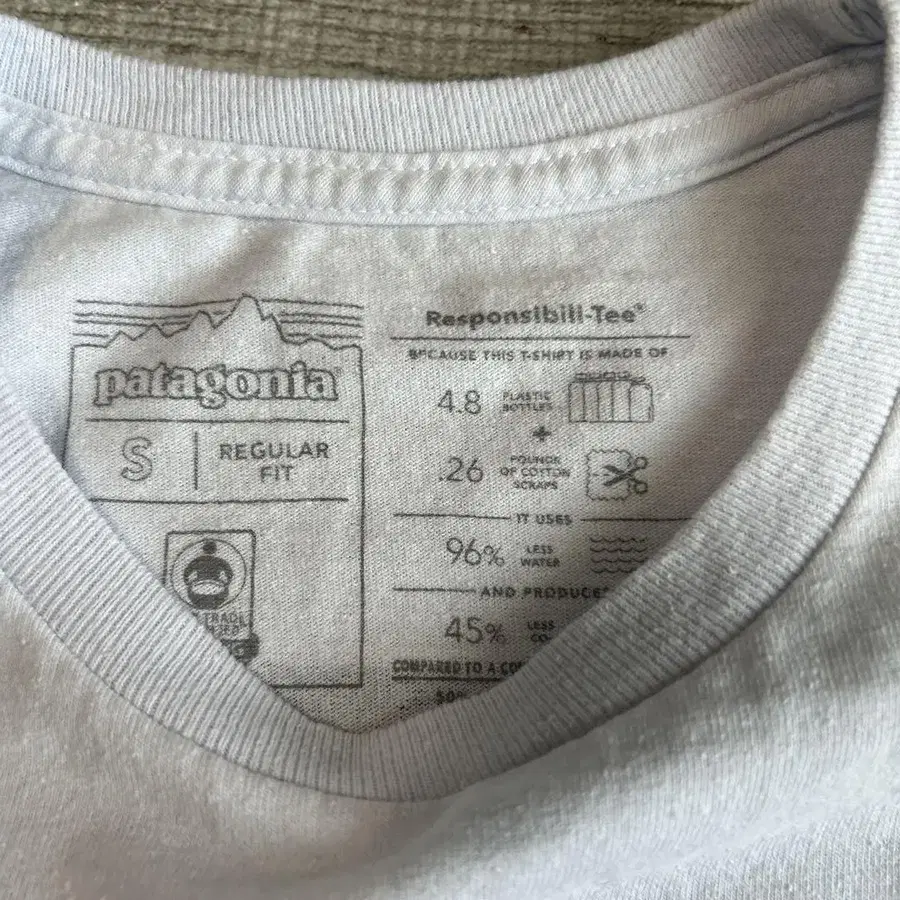 patagonia®
S
REGULAR
FIT
TRADE
Responsibili-Tee®
BECAUSE THIS T-SHIRT IS MADE OF
4.8 PLASTIC
BOTTLES
+
.26 POUNDS
OF COTTON
SCRAPS
IT USES
96% LESS
WATER
AND PRODUCES
45% LESS
COMPARED TO A